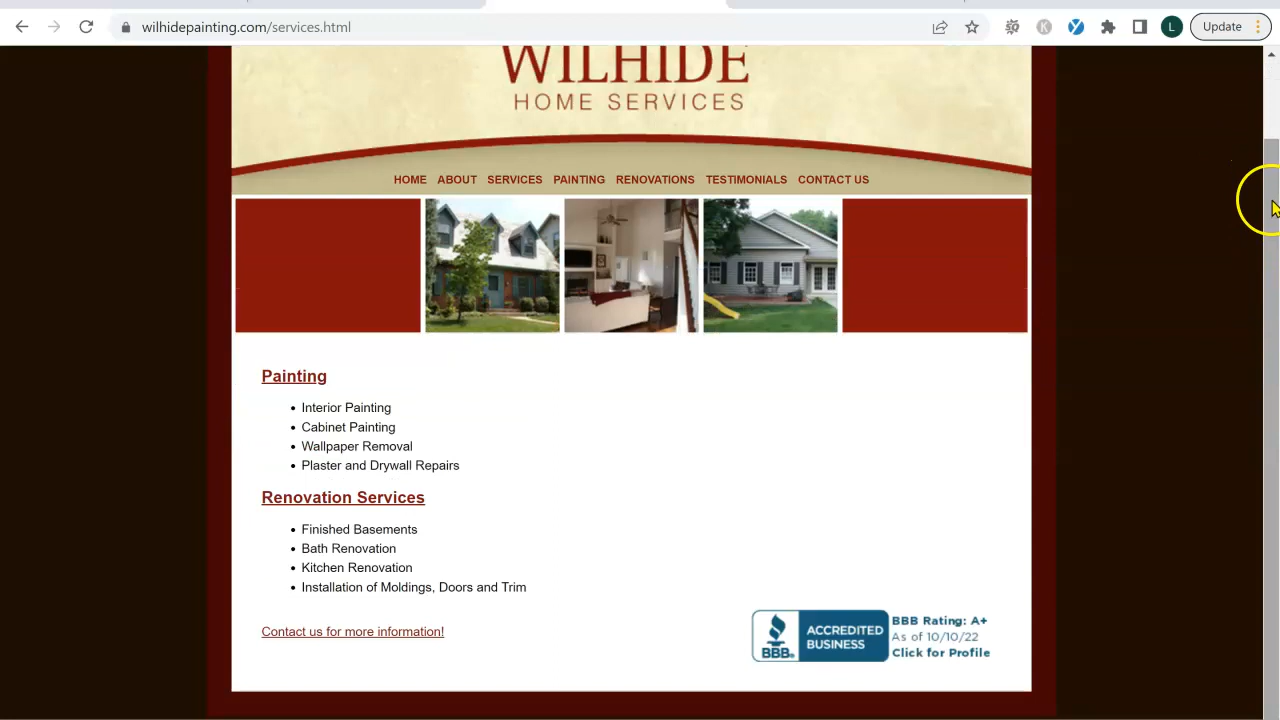 wilhidepainting.com/services.html
L
Update
WILHIDE
HOME SERVICES
HOME ABOUT SERVICES PAINTING RENOVATIONS TESTIMONIALS CONTACT US
Painting
• Interior Painting
• Cabinet Painting
• Wallpaper Removal
• Plaster and Drywall Repairs
Renovation Services
• Finished Basements
• Bath Renovation
• Kitchen Renovation
• Installation of Moldings, Doors and Trim
Contact us for more information!
BBB.
ACCREDITED
BUSINESS
BBB Rating: A+
As of 10/10/22
Click for Profile